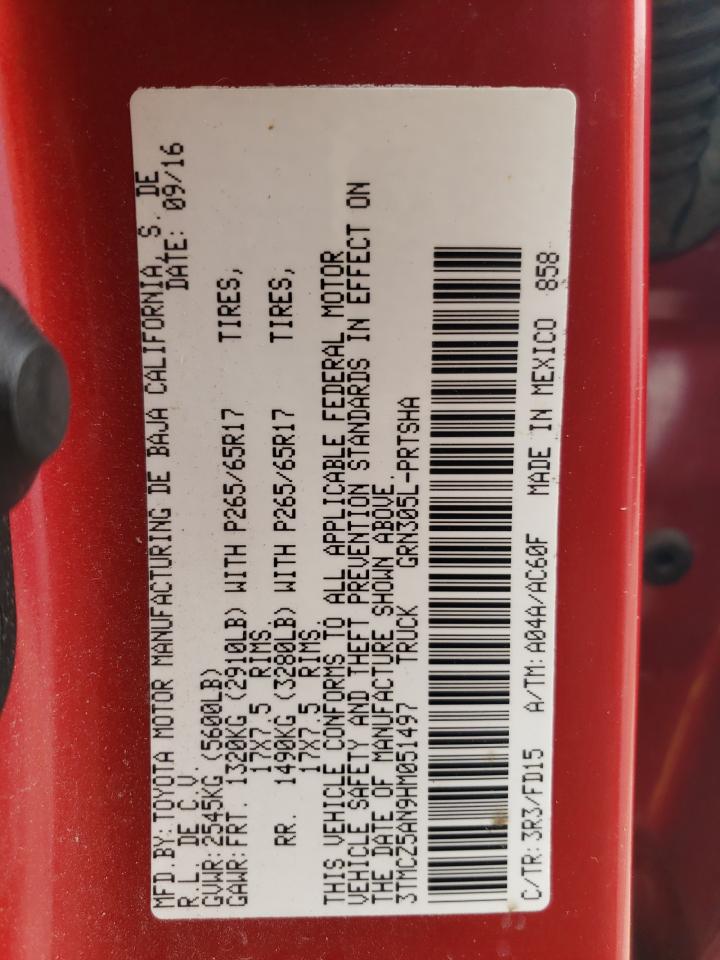 MFD.BY:TOYOTA MOTOR MANUFACTURING DE BAJA CALIFORNIA, S. DE
R.L. DE C.V. DATE: 09/16
GVWR:2545KG (5600LB)
GAWR:FRT. 1320KG (2910LB) WITH P265/65R17 TIRES,
17X7.5 RIMS
RR. 1490KG (3280LB) WITH P265/65R17 TIRES,
17X7.5 RIMS.
THIS VEHICLE CONFORMS TO ALL APPLICABLE FEDERAL MOTOR
VEHICLE SAFETY AND THEFT PREVENTION STANDARDS IN EFFECT ON
THE DATE OF MANUFACTURE SHOWN ABOVE.
3TMCZ5AN9HM051497 TRUCK GRN305L-PRTSHA
C/TR:3R3/FD15 A/TM:A04A/AC60F MADE IN MEXICO 858